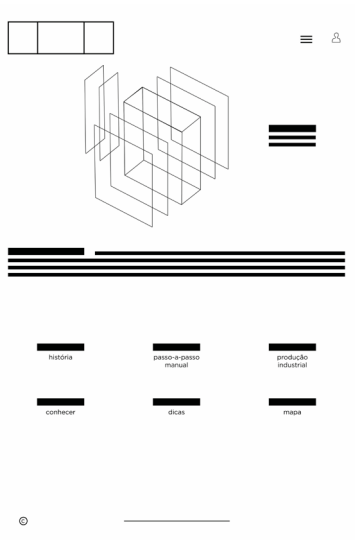 história
passo-a-passo
manual
produção
industrial
conhecer
dicas
mapa
©